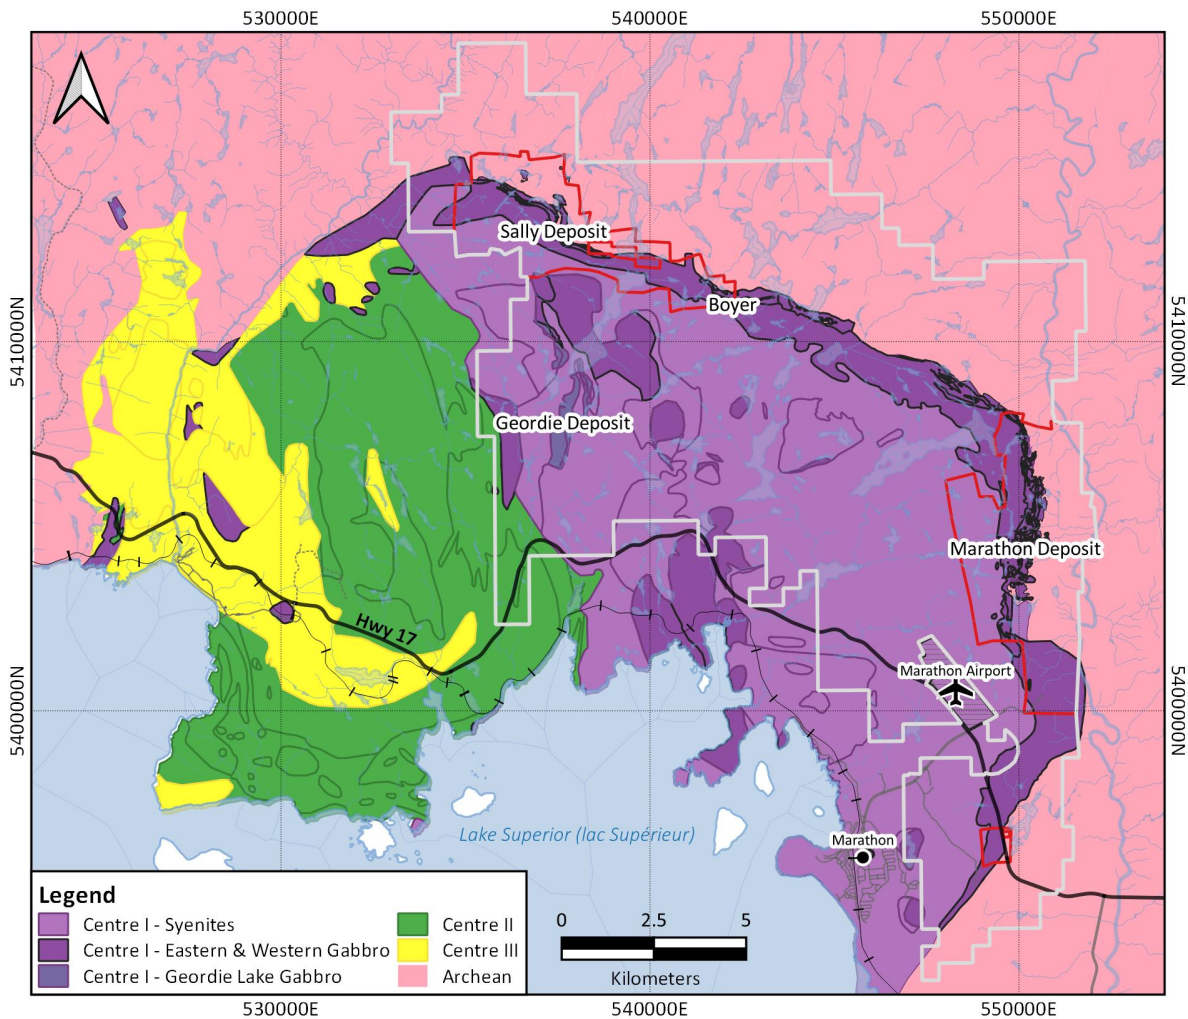 530000E
540000E
550000E
Sally Deposit
Boyer
5410000N
5410000N
Geordie Deposit
Marathon Deposit
Hwy 17
Marathon Airport
5400000N
5400000N
Lake Superior (lac Supérieur)
Marathon
Legend
Centre I - Syenites
Centre I - Eastern & Western Gabbro
Centre I - Geordie Lake Gabbro
Centre II
Centre III
Archean
0 2.5 5
Kilometers
530000E
540000E
550000E